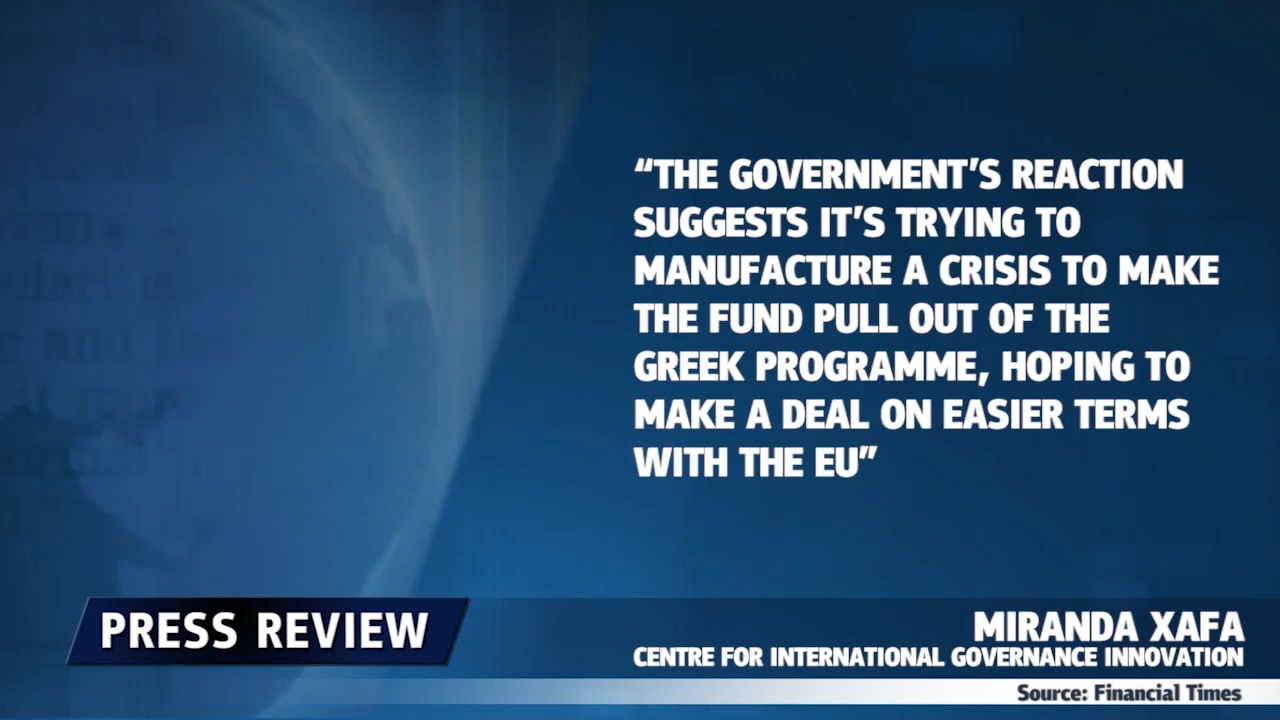 “THE GOVERNMENT’S REACTION
SUGGESTS IT’S TRYING TO
MANUFACTURE A CRISIS TO MAKE
THE FUND PULL OUT OF THE
GREEK PROGRAMME, HOPING TO
MAKE A DEAL ON EASIER TERMS
WITH THE EU”
PRESS REVIEW
MIRANDA XAFA
CENTRE FOR INTERNATIONAL GOVERNANCE INNOVATION
Source: Financial Times